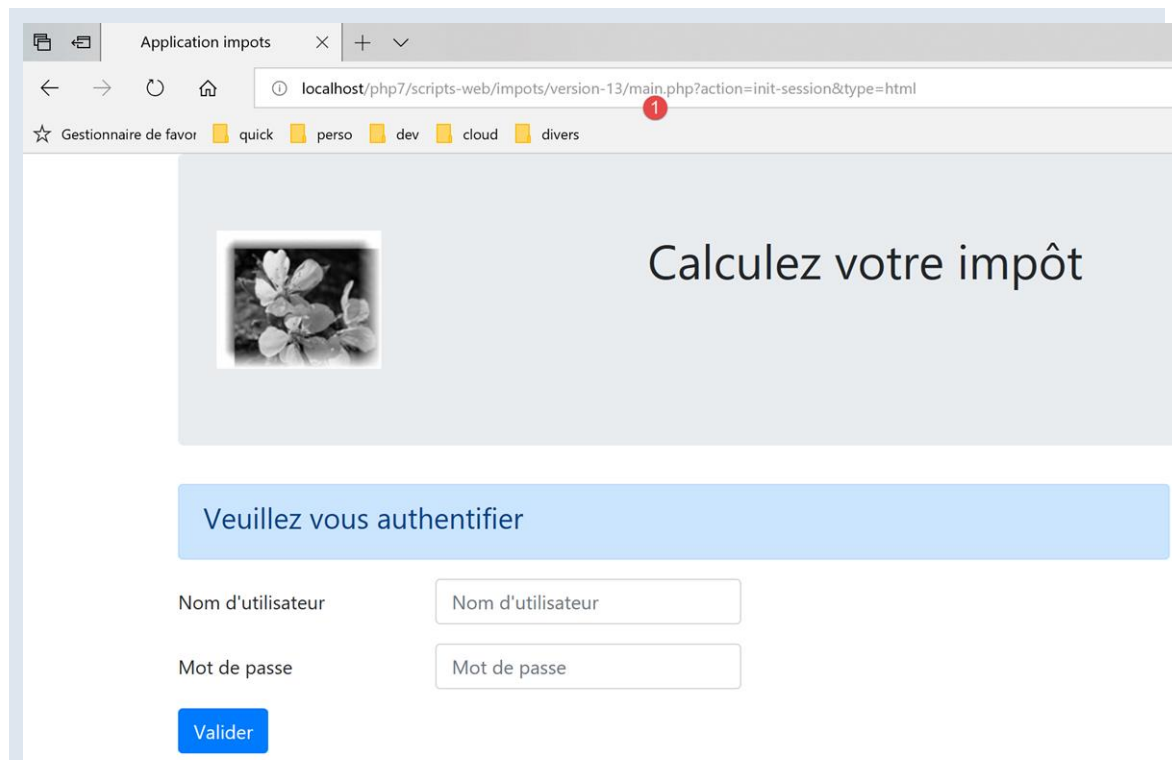 Application impots
localhost/php7/scripts-web/impots/version-13/main.php?action=init-session&type=html
1
Gestionnaire de favor quick perso dev cloud divers
Calculez votre impôt
Veuillez vous authentifier
Nom d'utilisateur Nom d'utilisateur
Mot de passe Mot de passe
Valider